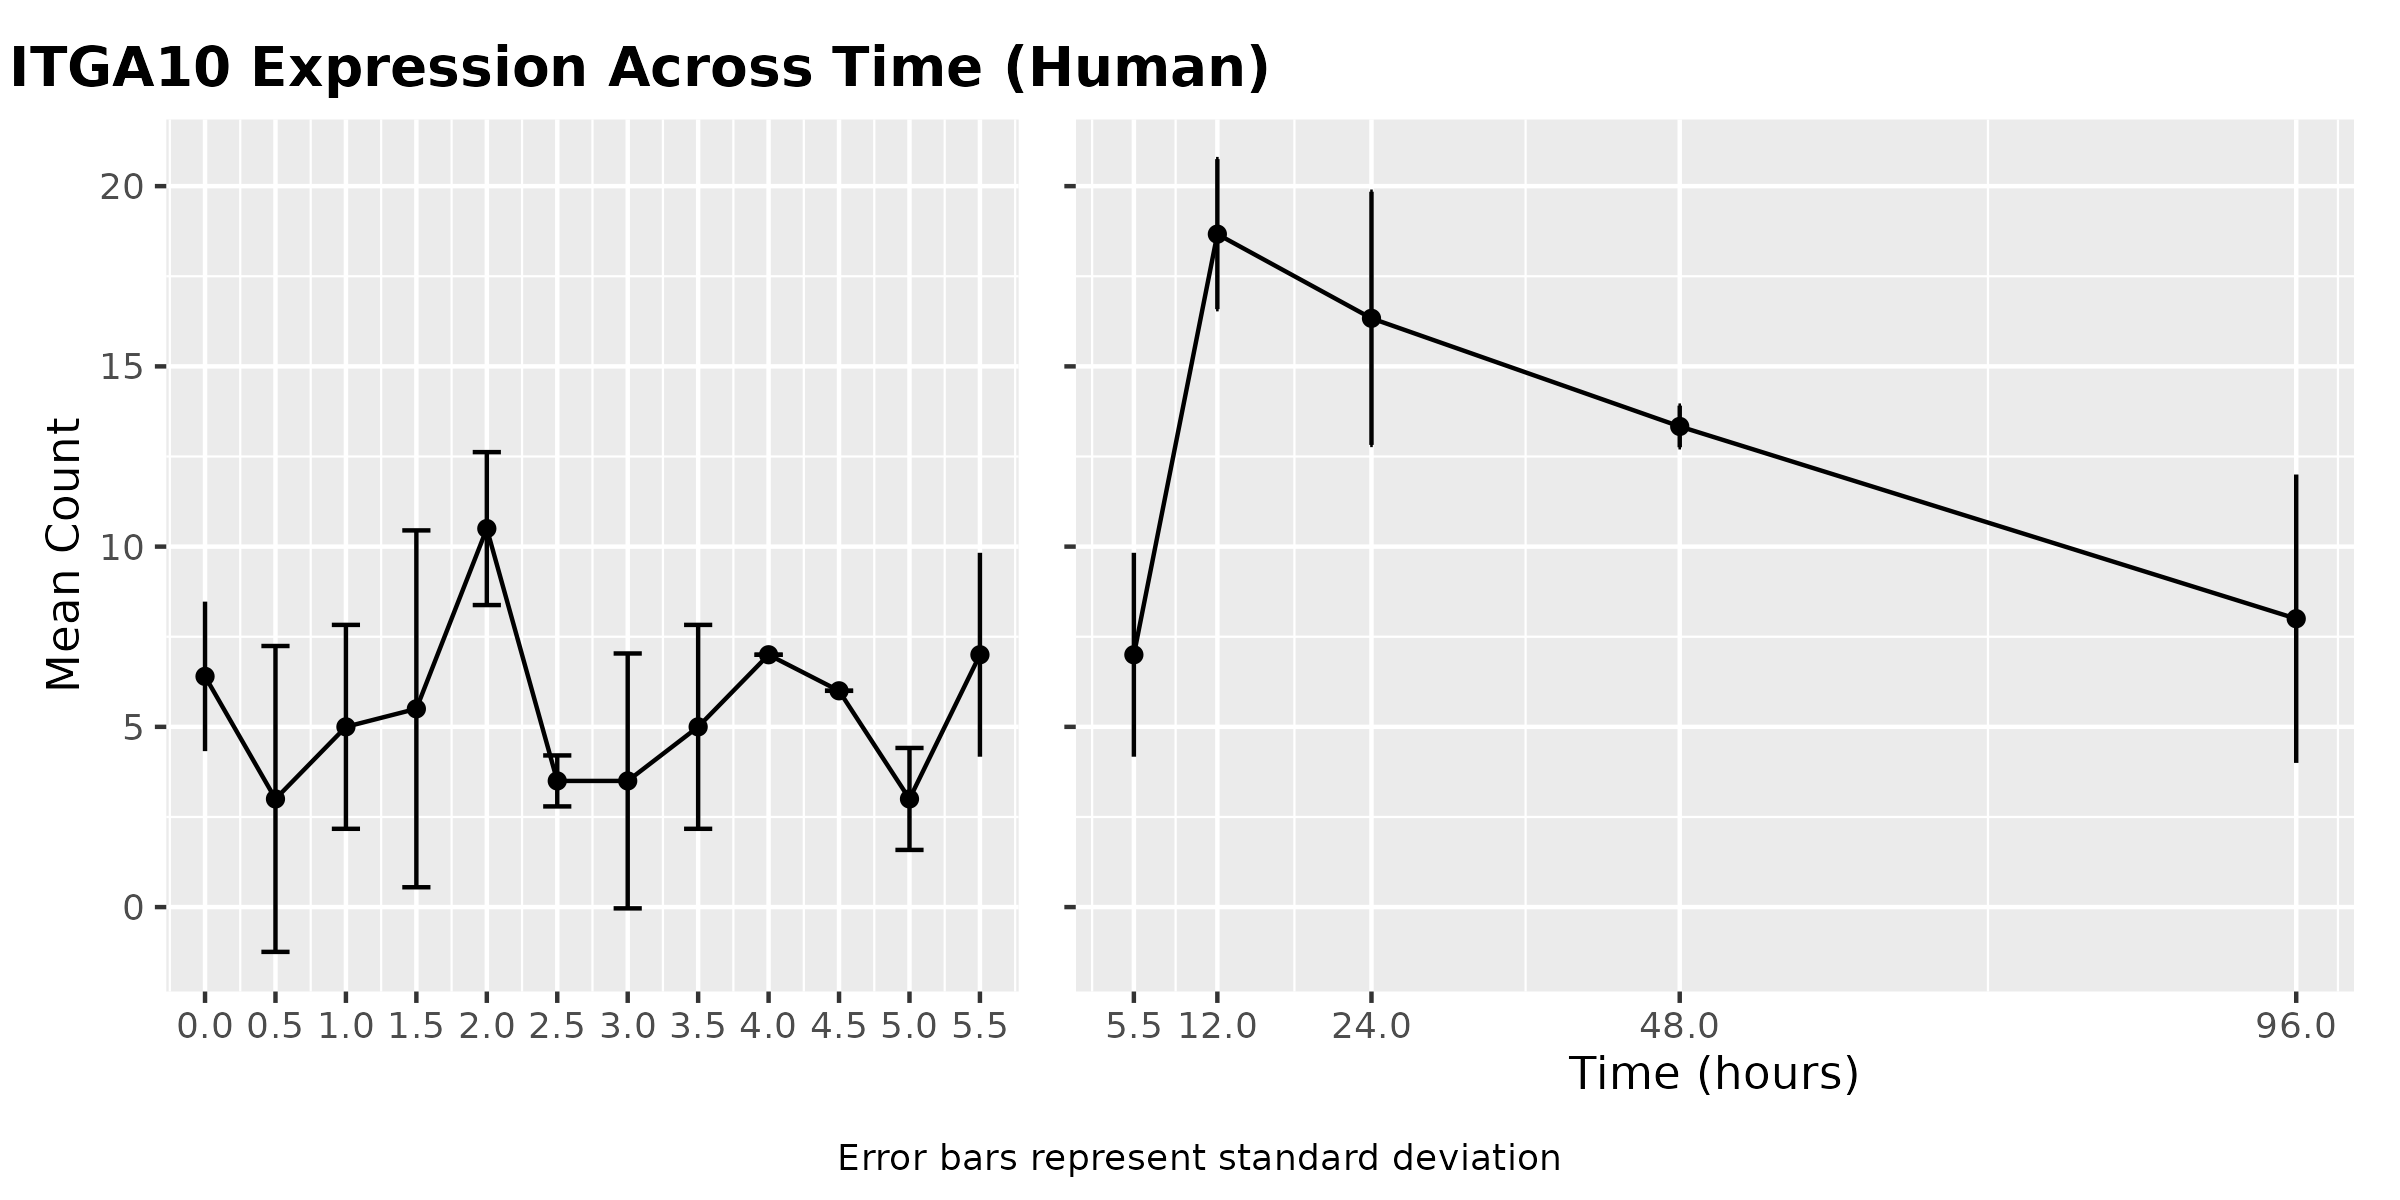 ITGA10 Expression Across Time (Human)
Mean Count
20
15
10
5
0
0.0 0.5 1.0 1.5 2.0 2.5 3.0 3.5 4.0 4.5 5.0 5.5
5.5 12.0 24.0 48.0 96.0
Time (hours)
Error bars represent standard deviation